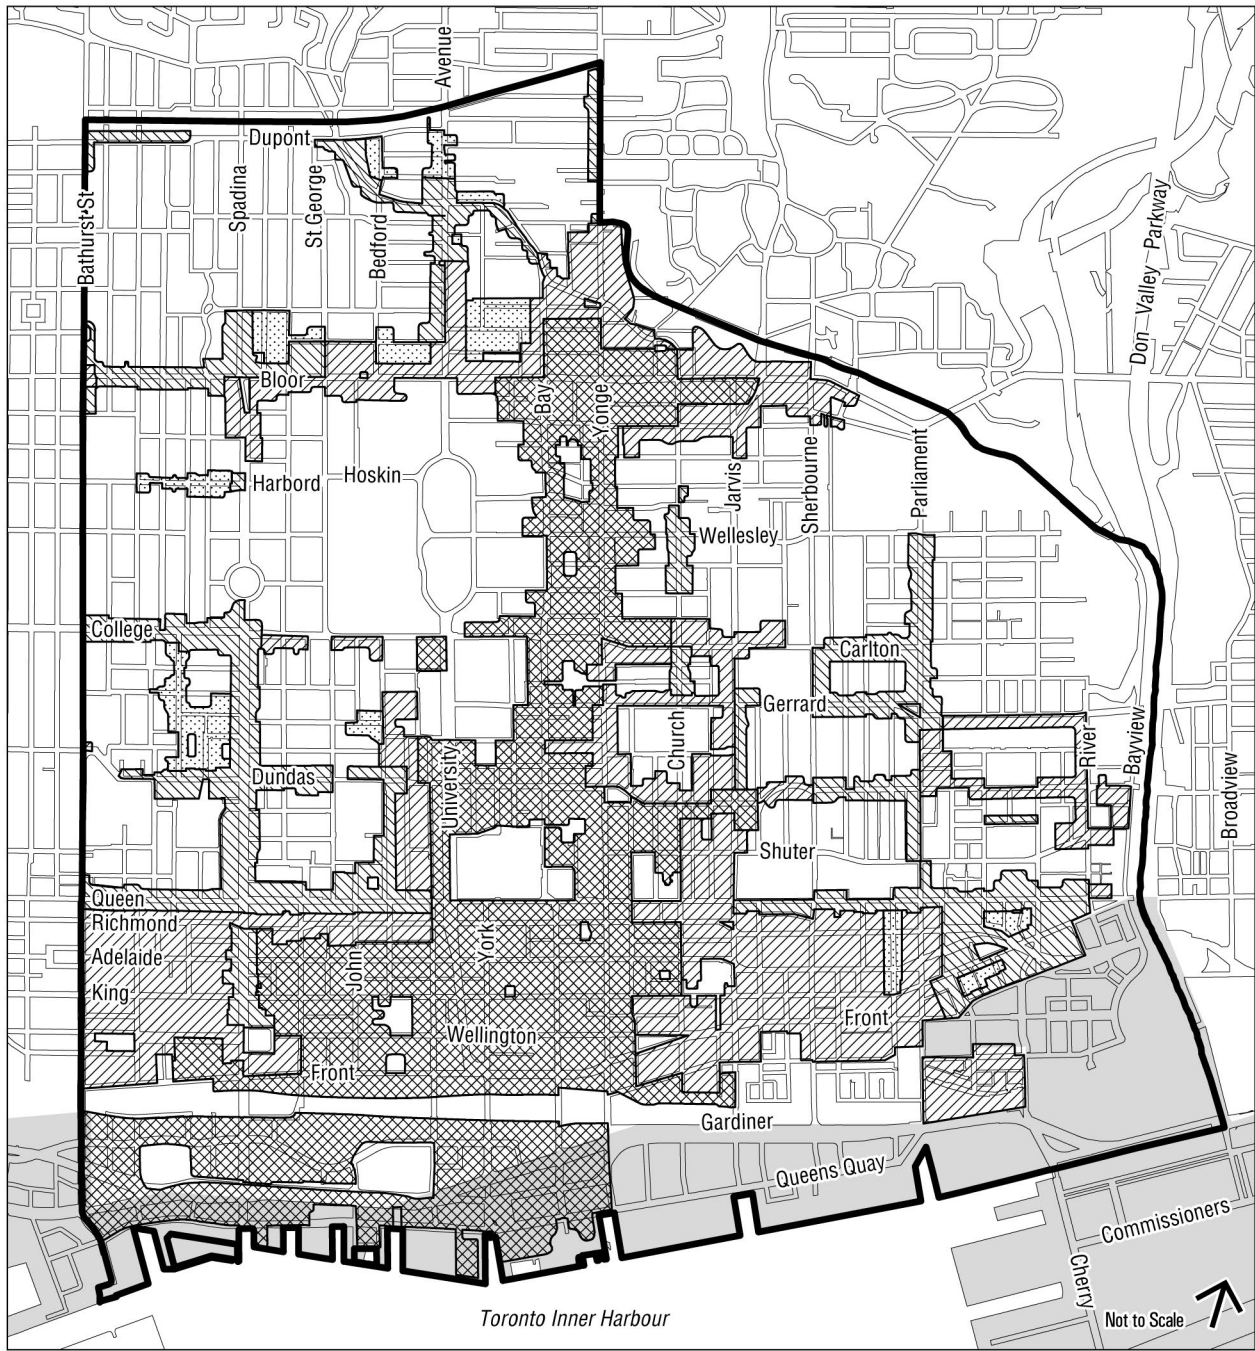 Avenue
Dupont
Bathurst St
Spadina
St.George
Bedford
Don Valley Parkway
Bloor
Bay
Yonge
Harbord
Hoskin
Jarvis
Sherbourne
Parliament
Wellesley
College
Carlton
Gerrard
Church
River
Bayview
Broadview
Dundas
University
Shuter
Queen
Richmond
Adelaide
King
John
York
Wellington
Front
Front
Gardiner
Queens Quay
Commissioners
Cherry
Toronto Inner Harbour
Not to Scale